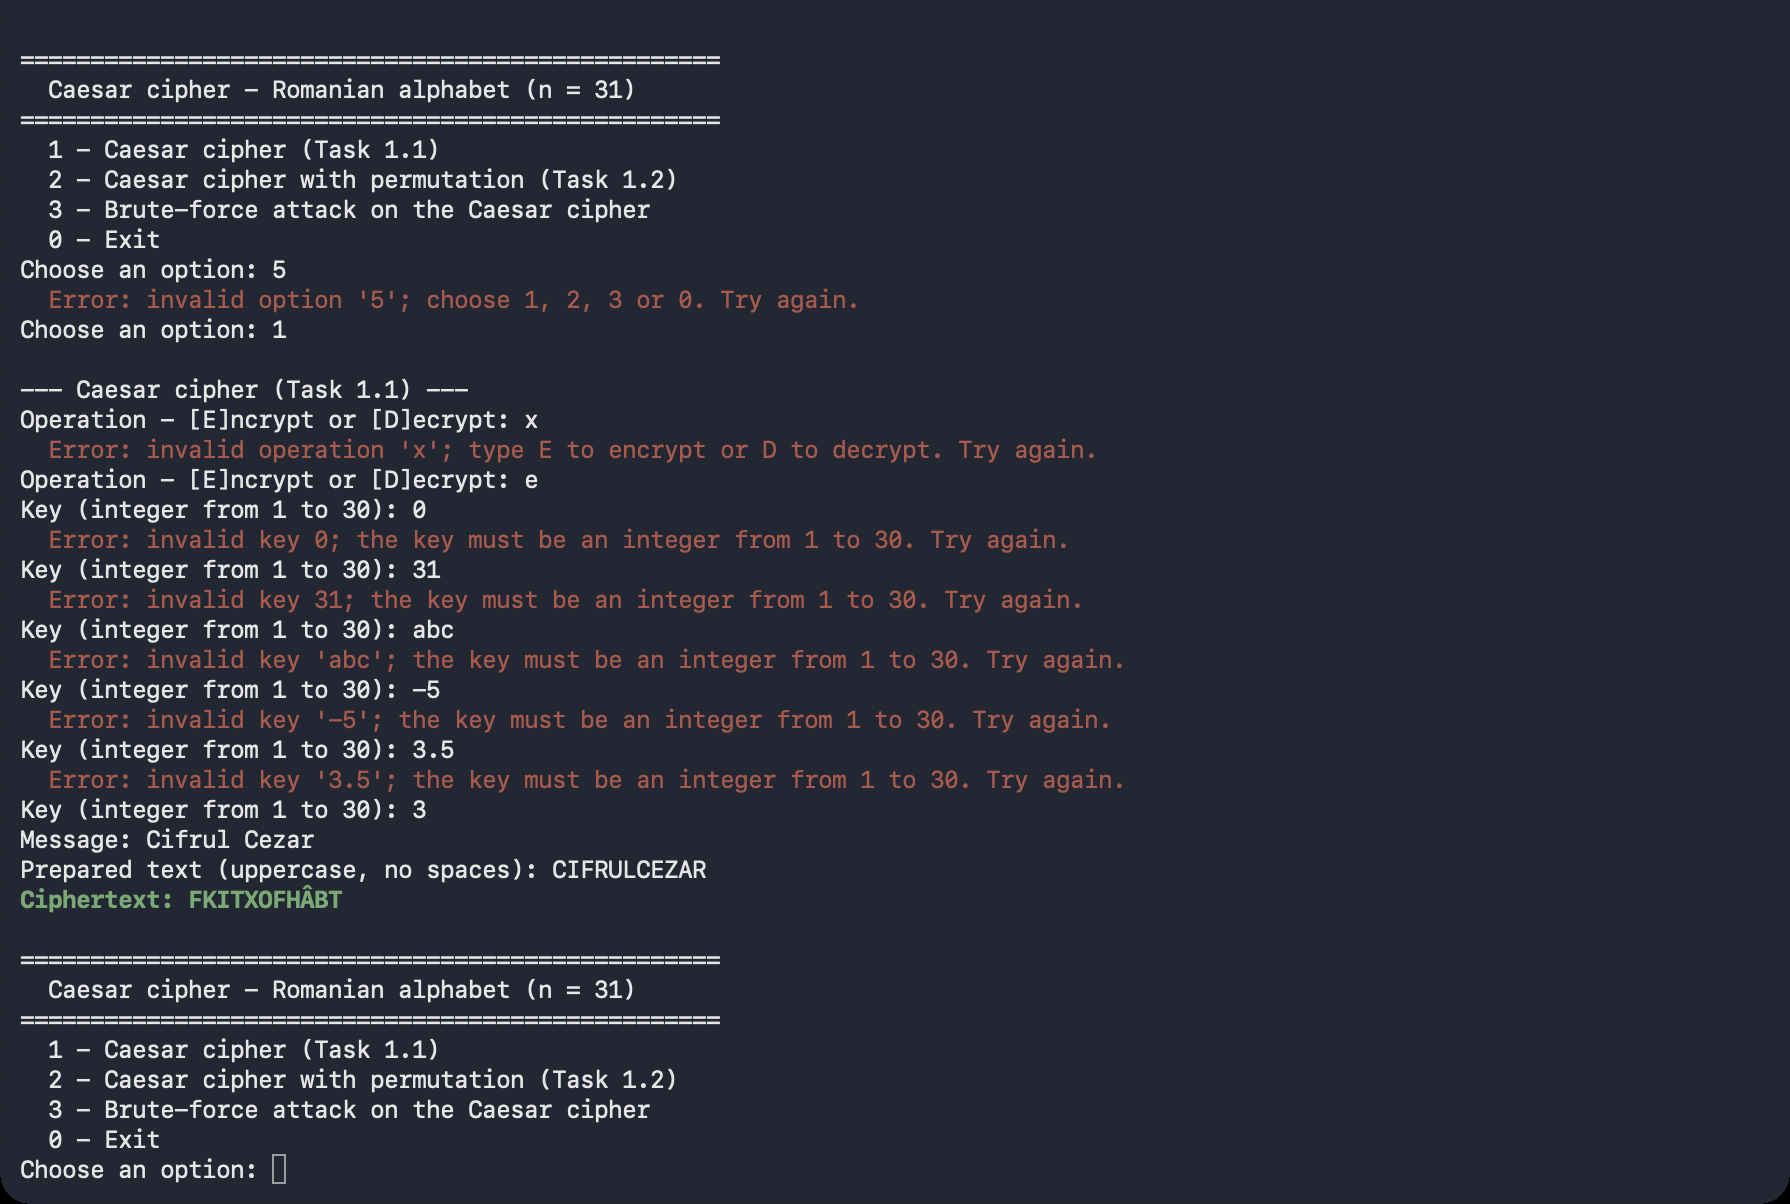 ==================================================
  Caesar cipher – Romanian alphabet (n = 31)
==================================================
  1 – Caesar cipher (Task 1.1)
  2 – Caesar cipher with permutation (Task 1.2)
  3 – Brute-force attack on the Caesar cipher
  0 – Exit
Choose an option: 5
  Error: invalid option '5'; choose 1, 2, 3 or 0. Try again.
Choose an option: 1
--- Caesar cipher (Task 1.1) ---
Operation – [E]ncrypt or [D]ecrypt: x
  Error: invalid operation 'x'; type E to encrypt or D to decrypt. Try again.
Operation – [E]ncrypt or [D]ecrypt: e
Key (integer from 1 to 30): 0
  Error: invalid key 0; the key must be an integer from 1 to 30. Try again.
Key (integer from 1 to 30): 31
  Error: invalid key 31; the key must be an integer from 1 to 30. Try again.
Key (integer from 1 to 30): abc
  Error: invalid key 'abc'; the key must be an integer from 1 to 30. Try again.
Key (integer from 1 to 30): -5
  Error: invalid key '-5'; the key must be an integer from 1 to 30. Try again.
Key (integer from 1 to 30): 3.5
  Error: invalid key '3.5'; the key must be an integer from 1 to 30. Try again.
Key (integer from 1 to 30): 3
Message: Cifrul Cezar
Prepared text (uppercase, no spaces): CIFRULCEZAR
Ciphertext: FKITXOFHÂBT
==================================================
  Caesar cipher – Romanian alphabet (n = 31)
==================================================
  1 – Caesar cipher (Task 1.1)
  2 – Caesar cipher with permutation (Task 1.2)
  3 – Brute-force attack on the Caesar cipher
  0 – Exit
Choose an option: